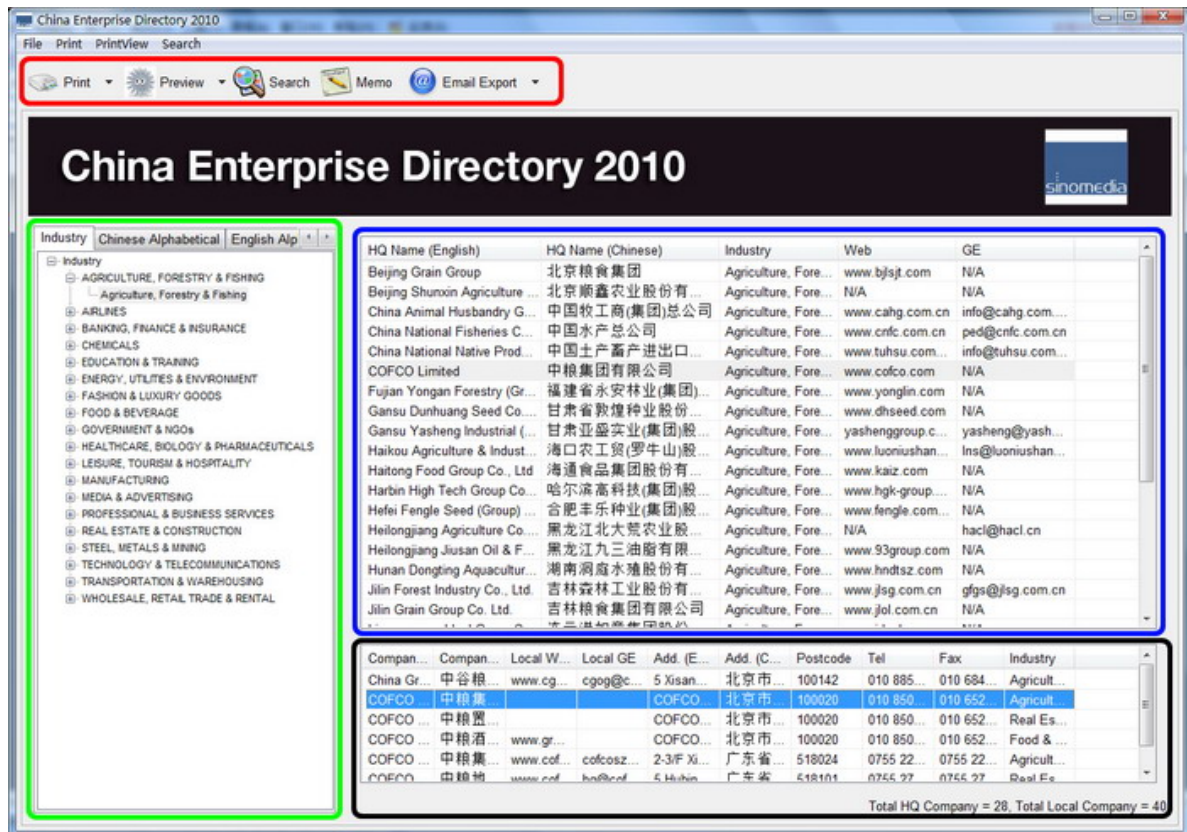 China Enterprise Directory 2010
File Print PrintView Search
Print Preview Search Memo Email Export
China Enterprise Directory 2010
sinomedia
Industry Chinese Alphabetical English Alp
Industry
AGRICULTURE, FORESTRY & FISHING
Agriculture, Forestry & Fishing
AIRLINES
BANKING, FINANCE & INSURANCE
CHEMICALS
EDUCATION & TRAINING
ENERGY, UTILITIES & ENVIRONMENT
FASHION & LUXURY GOODS
FOOD & BEVERAGE
GOVERNMENT & NGOs
HEALTHCARE, BIOLOGY & PHARMACEUTICALS
LEISURE, TOURISM & HOSPITALITY
MANUFACTURING
MEDIA & ADVERTISING
PROFESSIONAL & BUSINESS SERVICES
REAL ESTATE & CONSTRUCTION
STEEL, METALS & MINING
TECHNOLOGY & TELECOMMUNICATIONS
TRANSPORTATION & WAREHOUSING
WHOLESALE, RETAIL TRADE & RENTAL
HQ Name (English) HQ Name (Chinese) Industry Web GE
Beijing Grain Group 北京粮食集团 Agriculture, Fore... www.bjlsjt.com N/A
Beijing Shunxin Agriculture ... 北京顺鑫农业股份有... Agriculture, Fore... N/A N/A
China Animal Husbandry G... 中国牧工商(集团)总公司 Agriculture, Fore... www.cahg.com.cn info@cahg.com....
China National Fisheries C... 中国水产总公司 Agriculture, Fore... www.cnfc.com.cn ped@cnfc.com.cn
China National Native Prod... 中国土产畜产进出口... Agriculture, Fore... www.tuhsu.com... info@tuhsu.com...
COFCO Limited 中粮集团有限公司 Agriculture, Fore... www.cofco.com N/A
Fujian Yongan Forestry (Gr... 福建省永安林业(集团)... Agriculture, Fore... www.yonglin.com N/A
Gansu Dunhuang Seed Co.... 甘肃省敦煌种业股份... Agriculture, Fore... www.dhseed.com N/A
Gansu Yasheng Industrial (... 甘肃亚盛实业(集团)股... Agriculture, Fore... yashenggroup.c... yasheng@yash...
Haikou Agriculture & Indust... 海口农工贸(罗牛山)股... Agriculture, Fore... www.luoniushan... lns@luoniushan...
Haitong Food Group Co., Ltd 海通食品集团股份有... Agriculture, Fore... www.kaiz.com N/A
Harbin High Tech Group Co... 哈尔滨高科技(集团)股... Agriculture, Fore... www.hgk-group.... N/A
Hefei Fengle Seed (Group) ... 合肥丰乐种业(集团)股... Agriculture, Fore... www.fengle.com... N/A
Heilongjiang Agriculture Co.... 黑龙江北大荒农业股... Agriculture, Fore... N/A hacl@hacl.cn
Heilongjiang Jiusan Oil & F... 黑龙江九三油脂有限... Agriculture, Fore... www.93group.com N/A
Hunan Dongting Aquacultur... 湖南洞庭水殖股份有... Agriculture, Fore... www.hndtsz.com N/A
Jilin Forest Industry Co., Ltd. 吉林森林工业股份有... Agriculture, Fore... www.jlsg.com.cn gfgs@jlsg.com.cn
Jilin Grain Group Co. Ltd. 吉林粮食集团有限公司 Agriculture, Fore... www.jlol.com.cn N/A
Compan... Compan... Local W... Local GE Add. (E... Add. (C... Postcode Tel Fax Industry
China Gr... 中谷粮... www.cg... cgog@c... 5 Xisan... 北京市... 100142 010 885... 010 684... Agricult...
COFCO ... 中粮集... COFCO... 北京市... 100020 010 850... 010 652... Agricult...
COFCO ... 中粮置... COFCO... 北京市... 100020 010 850... 010 652... Real Es...
COFCO ... 中粮酒... www.gr... COFCO... 北京市... 100020 010 850... 010 652... Food & ...
COFCO ... 中粮集... www.cof... cofcosz... 2-3/F Xi... 广东省... 518024 0755 22... 0755 22... Agricult...
COFCO ... 中粮地... www.cof... 5 Hubin... 广东省... 518101 0755 27... 0755 27... Real Es...
Total HQ Company = 28, Total Local Company = 40